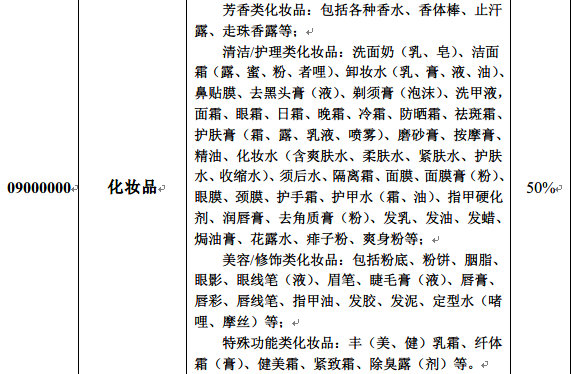 芳香类化妆品：包括各种香水、香体棒、止汗
露、走珠香露等；
清洁/护理类化妆品：洗面奶（乳、皂）、洁面
霜（露、蜜、粉、者哩）、卸妆水（乳、膏、液、油）、
鼻贴膜、去黑头膏（液）、剃须膏（泡沫）、洗甲液，
面霜、眼霜、日霜、晚霜、冷霜、防晒霜、祛斑霜、
护肤膏（霜、露、乳液、喷雾）、磨砂膏、按摩膏、
精油、化妆水（含爽肤水、柔肤水、紧肤水、护肤
水、收缩水）、须后水、隔离霜、面膜、面膜膏（粉）、
眼膜、颈膜、护手霜、护甲水（霜、油）、指甲硬化
剂、润唇膏、去角质膏（粉）、发乳、发油、发蜡、
焗油膏、花露水、痱子粉、爽身粉等；
美容/修饰类化妆品：包括粉底、粉饼、胭脂、
眼影、眼线笔（液）、眉笔、睫毛膏（液）、唇膏、
唇彩、唇线笔、指甲油、发胶、发泥、定型水（啫
哩、摩丝）等；
特殊功能类化妆品：丰（美、健）乳霜、纤体
霜（膏）、健美霜、紧致霜、除臭露（剂）等。
09000000
化妆品
50%